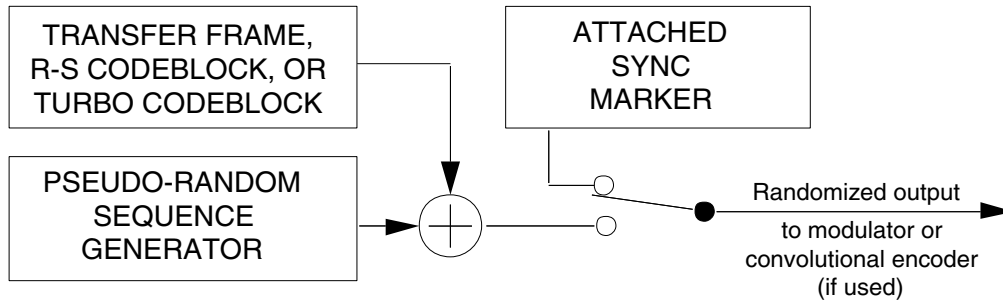 TRANSFER FRAME,
R-S CODEBLOCK, OR
TURBO CODEBLOCK
ATTACHED
SYNC
MARKER
PSEUDO-RANDOM
SEQUENCE
GENERATOR
Randomized output
to modulator or
convolutional encoder
(if used)